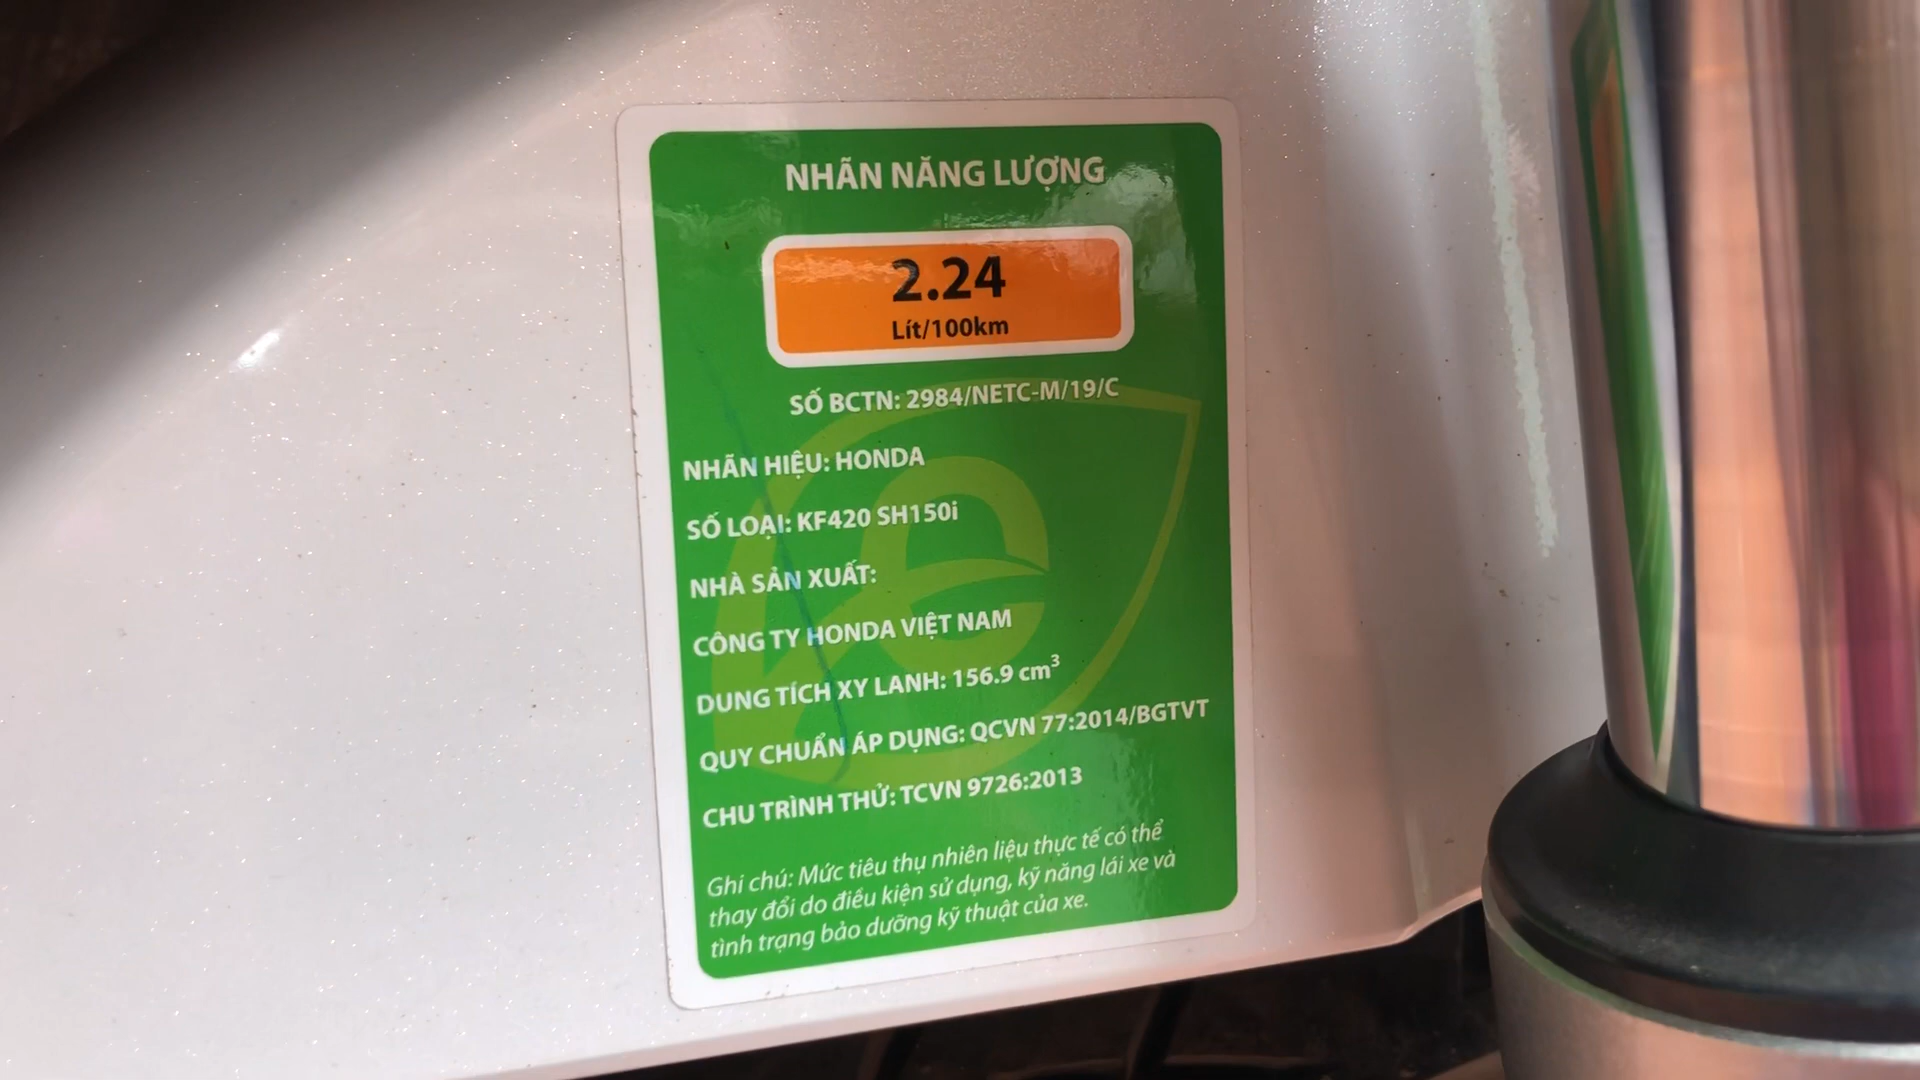 NHÃN NĂNG LƯỢNG
2.24
Lít/100km
SỐ BCTN: 2984/NETC-M/19/C
NHÃN HIỆU: HONDA
SỐ LOẠI: KF420 SH150i
NHÀ SẢN XUẤT:
CÔNG TY HONDA VIỆT NAM
DUNG TÍCH XY LANH: 156.9 cm³
QUY CHUẨN ÁP DỤNG: QCVN 77:2014/BGTVT
CHU TRÌNH THỬ: TCVN 9726:2013
Ghi chú: Mức tiêu thụ nhiên liệu thực tế có thể
thay đổi do điều kiện sử dụng, kỹ năng lái xe và
tình trạng bảo dưỡng kỹ thuật của xe.